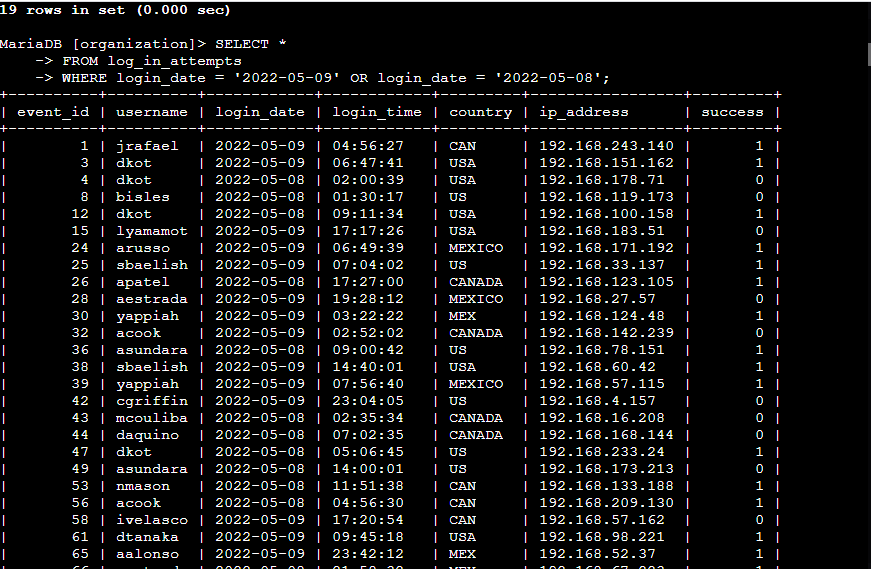 19 rows in set (0.000 sec)
MariaDB [organization]> SELECT *
    -> FROM log_in_attempts
    -> WHERE login_date = '2022-05-09' OR login_date = '2022-05-08';
+----------+----------+------------+------------+---------+-----------------+---------+
| event_id | username | login_date | login_time | country | ip_address      | success |
+----------+----------+------------+------------+---------+-----------------+---------+
|        1 | jrafael  | 2022-05-09 | 04:56:27   | CAN     | 192.168.243.140 |       1 |
|        3 | dkot     | 2022-05-09 | 06:47:41   | USA     | 192.168.151.162 |       1 |
|        4 | dkot     | 2022-05-08 | 02:00:39   | USA     | 192.168.178.71  |       0 |
|        8 | bisles   | 2022-05-08 | 01:30:17   | US      | 192.168.119.173 |       0 |
|       12 | dkot     | 2022-05-08 | 09:11:34   | USA     | 192.168.100.158 |       1 |
|       15 | lyamamot | 2022-05-09 | 17:17:26   | USA     | 192.168.183.51  |       0 |
|       24 | arusso   | 2022-05-09 | 06:49:39   | MEXICO  | 192.168.171.192 |       1 |
|       25 | sbaelish | 2022-05-09 | 07:04:02   | US      | 192.168.33.137  |       1 |
|       26 | apatel   | 2022-05-08 | 17:27:00   | CANADA  | 192.168.123.105 |       1 |
|       28 | aestrada | 2022-05-09 | 19:28:12   | MEXICO  | 192.168.27.57   |       0 |
|       30 | yappiah  | 2022-05-09 | 03:22:22   | MEX     | 192.168.124.48  |       1 |
|       32 | acook    | 2022-05-09 | 02:52:02   | CANADA  | 192.168.142.239 |       0 |
|       36 | asundara | 2022-05-08 | 09:00:42   | US      | 192.168.78.151  |       1 |
|       38 | sbaelish | 2022-05-09 | 14:40:01   | USA     | 192.168.60.42   |       1 |
|       39 | yappiah  | 2022-05-09 | 07:56:40   | MEXICO  | 192.168.57.115  |       1 |
|       42 | cgriffin | 2022-05-09 | 23:04:05   | US      | 192.168.4.157   |       0 |
|       43 | mcouliba | 2022-05-08 | 02:35:34   | CANADA  | 192.168.16.208  |       0 |
|       44 | daquino  | 2022-05-08 | 07:02:35   | CANADA  | 192.168.168.144 |       0 |
|       47 | dkot     | 2022-05-08 | 05:06:45   | US      | 192.168.233.24  |       1 |
|       49 | asundara | 2022-05-08 | 14:00:01   | US      | 192.168.173.213 |       0 |
|       53 | nmason   | 2022-05-08 | 11:51:38   | CAN     | 192.168.133.188 |       1 |
|       56 | acook    | 2022-05-08 | 04:56:30   | CAN     | 192.168.209.130 |       1 |
|       58 | ivelasco | 2022-05-09 | 17:20:54   | CAN     | 192.168.57.162  |       0 |
|       61 | dtanaka  | 2022-05-09 | 09:45:18   | USA     | 192.168.98.221  |       1 |
|       65 | aalonso  | 2022-05-09 | 23:42:12   | MEX     | 192.168.52.37   |       1 |